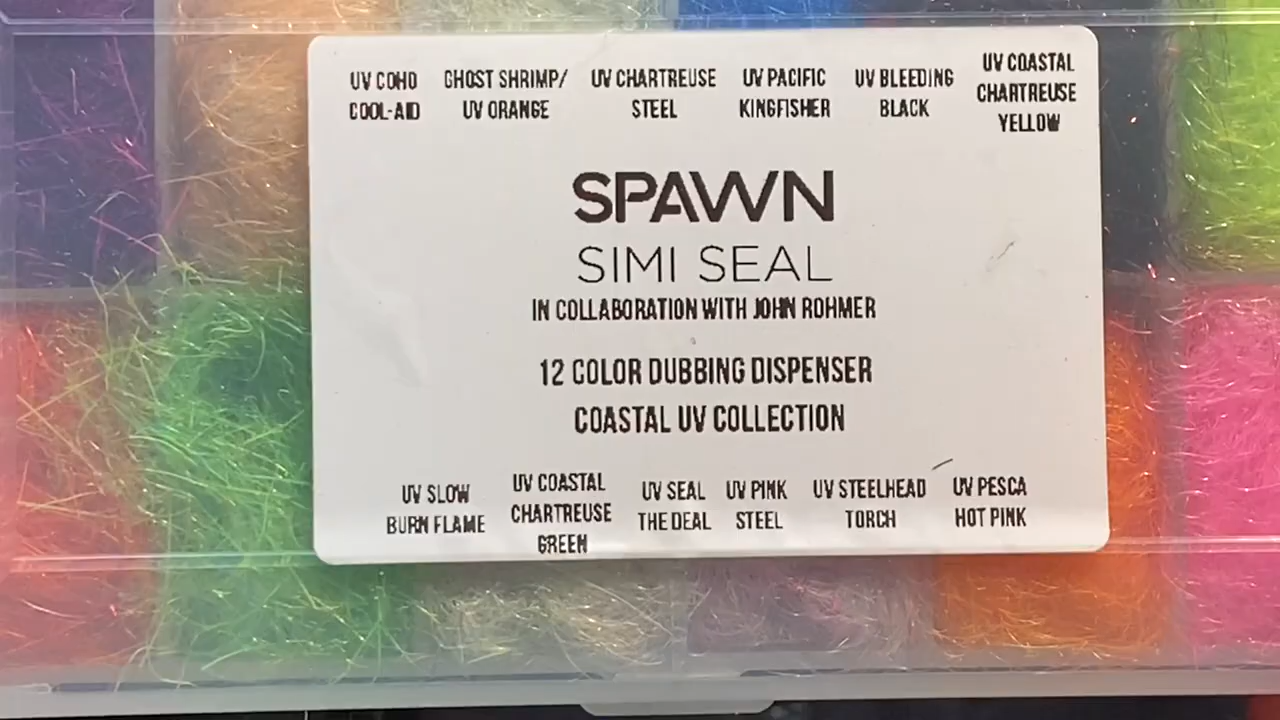 UV COHO
COOL-AID
GHOST SHRIMP/
UV ORANGE
UV CHARTREUSE
STEEL
UV PACIFIC
KINGFISHER
UV BLEEDING
BLACK
UV COASTAL
CHARTREUSE
YELLOW
SPAWN
SIMI SEAL
IN COLLABORATION WITH JOHN ROHMER
12 COLOR DUBBING DISPENSER
COASTAL UV COLLECTION
UV SLOW
BURN FLAME
UV COASTAL
CHARTREUSE
GREEN
UV SEAL
THE DEAL
UV PINK
STEEL
UV STEELHEAD
TORCH
UV PESCA
HOT PINK